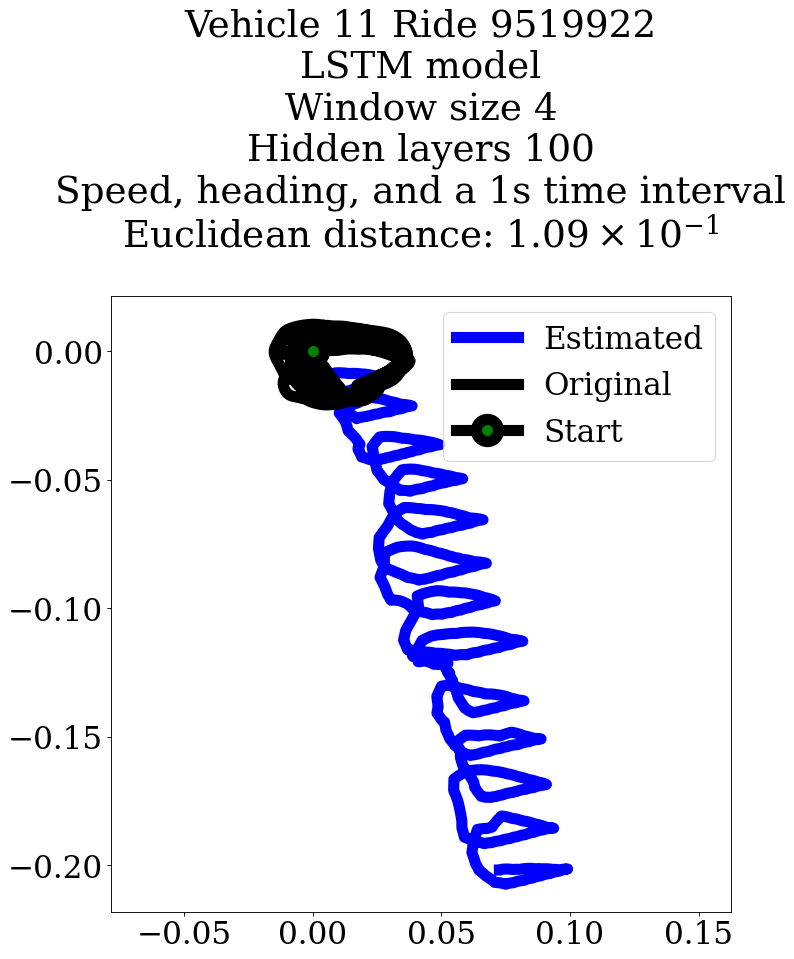 Vehicle 11 Ride 9519922
LSTM model
Window size 4
Hidden layers 100
Speed, heading, and a 1s time interval
Euclidean distance: 1.09 × 10⁻¹
Estimated
Original
Start
0.00
−0.05
−0.10
−0.15
−0.20
−0.05 0.00 0.05 0.10 0.15